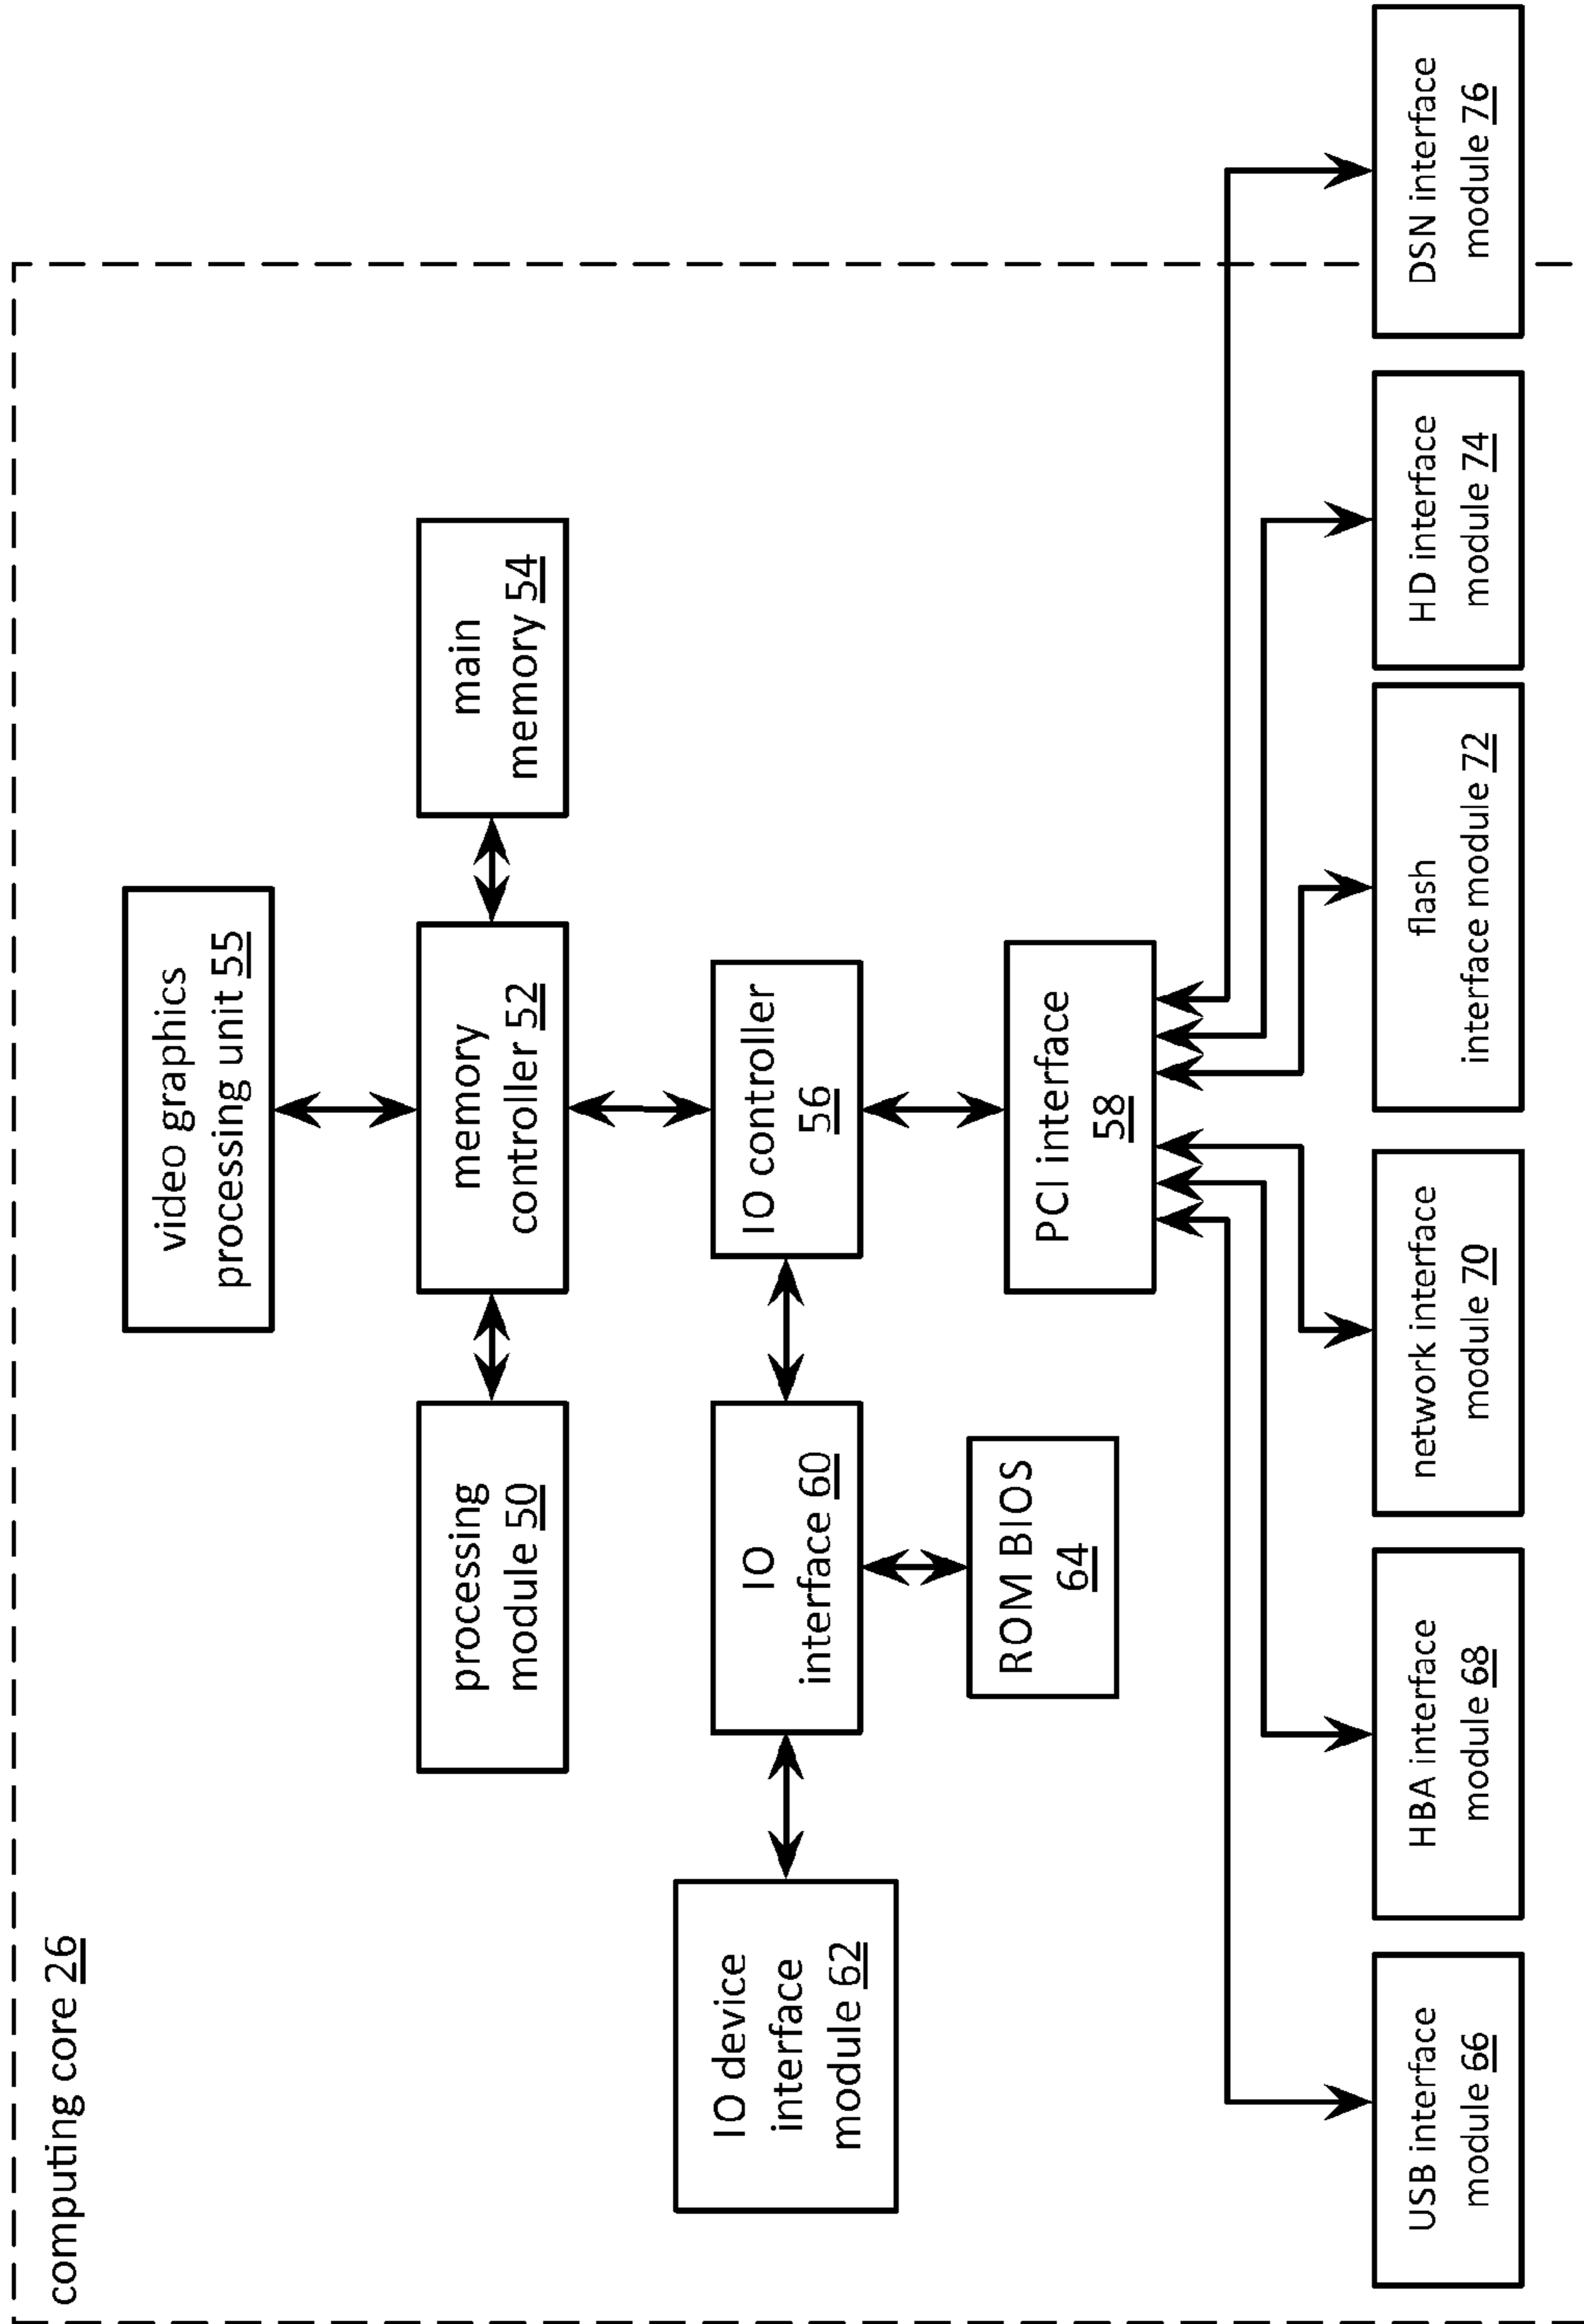 computing core 26
video graphics
processing unit 55
processing
module 50
memory
controller 52
main
memory 54
IO device
interface
module 62
IO
interface 60
IO controller
56
ROM BIOS
64
PCI interface
58
USB interface
module 66
HBA interface
module 68
network interface
module 70
flash
interface module 72
HD interface
module 74
DSN interface
module 76